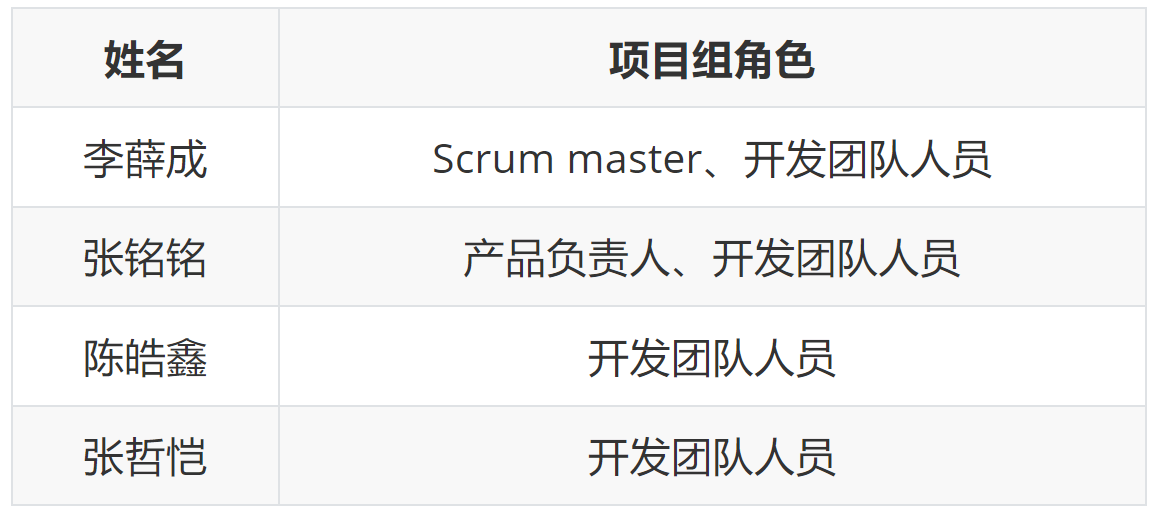 姓名 项目组角色
李薛成 Scrum master、开发团队人员
张铭铭 产品负责人、开发团队人员
陈皓鑫 开发团队人员
张哲恺 开发团队人员